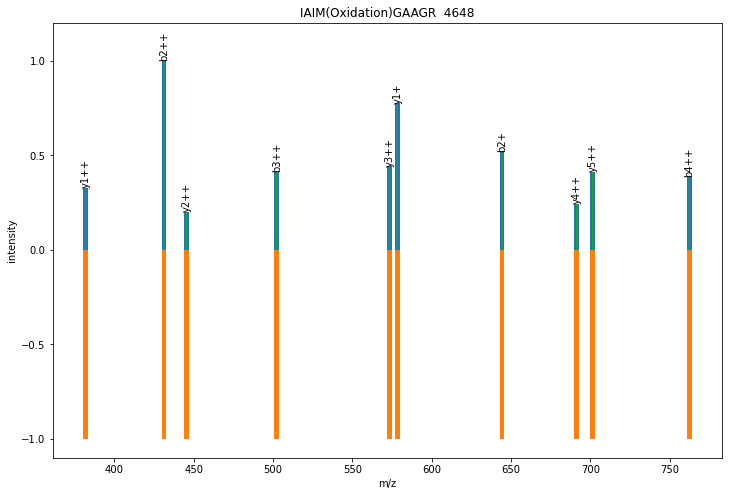 IAIM(Oxidation)GAAGR 4648
b2++
y1+
b2+
y3++
b3++
y5++
b4++
y1++
y4++
y2++
1.0
0.5
0.0
−0.5
−1.0
intensity
400 450 500 550 600 650 700 750
m/z